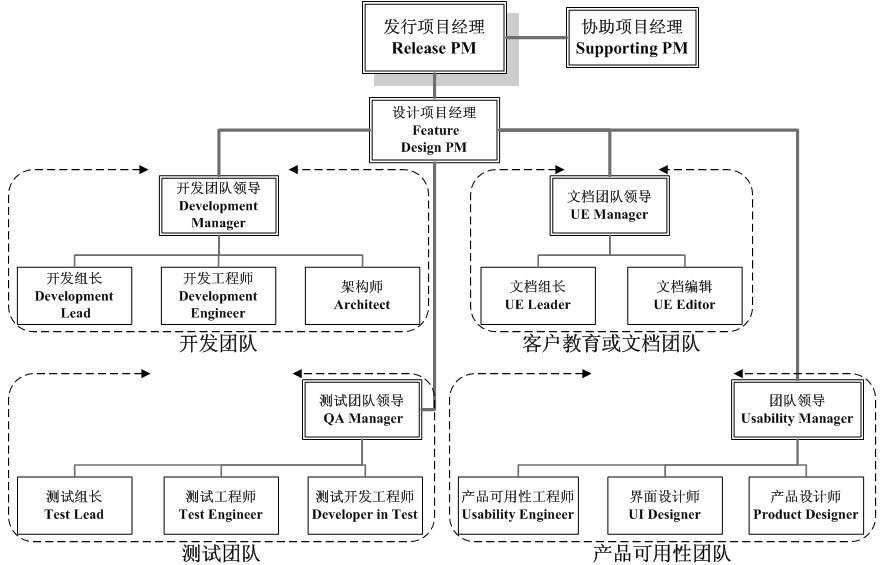 发行项目经理
Release PM
协助项目经理
Supporting PM
设计项目经理
Feature
Design PM
开发团队领导
Development
Manager
开发组长
Development
Lead
开发工程师
Development
Engineer
架构师
Architect
开发团队
文档团队领导
UE Manager
文档组长
UE Leader
文档编辑
UE Editor
客户教育或文档团队
测试团队领导
QA Manager
测试组长
Test Lead
测试工程师
Test Engineer
测试开发工程师
Developer in Test
测试团队
团队领导
Usability Manager
产品可用性工程师
Usability Engineer
界面设计师
UI Designer
产品设计师
Product Designer
产品可用性团队